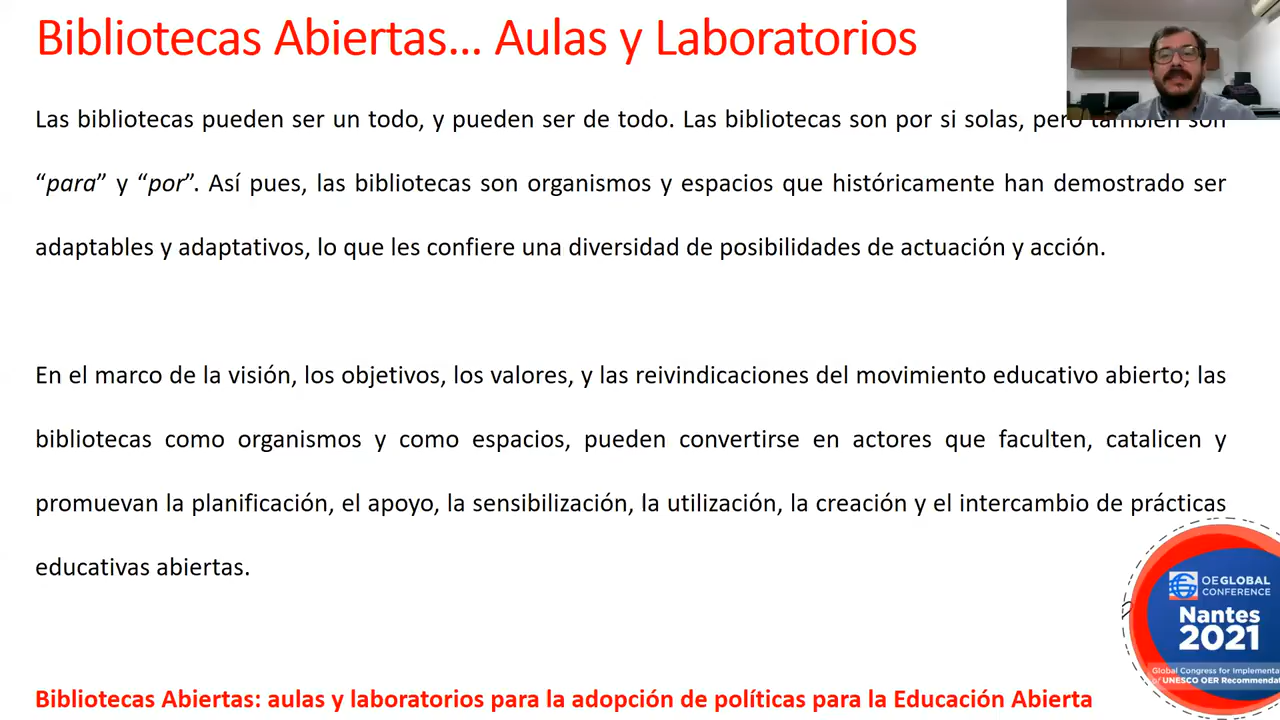 Bibliotecas Abiertas... Aulas y Laboratorios
Las bibliotecas pueden ser un todo, y pueden ser de todo. Las bibliotecas son por si solas, pero también son
“para” y “por”. Así pues, las bibliotecas son organismos y espacios que históricamente han demostrado ser
adaptables y adaptativos, lo que les confiere una diversidad de posibilidades de actuación y acción.
En el marco de la visión, los objetivos, los valores, y las reivindicaciones del movimiento educativo abierto; las
bibliotecas como organismos y como espacios, pueden convertirse en actores que faculten, catalicen y
promuevan la planificación, el apoyo, la sensibilización, la utilización, la creación y el intercambio de prácticas
educativas abiertas.
OEGLOBAL
CONFERENCE
Nantes
2021
Global Congress for
UNESCO OER
Bibliotecas Abiertas: aulas y laboratorios para la adopción de políticas para la Educación Abierta